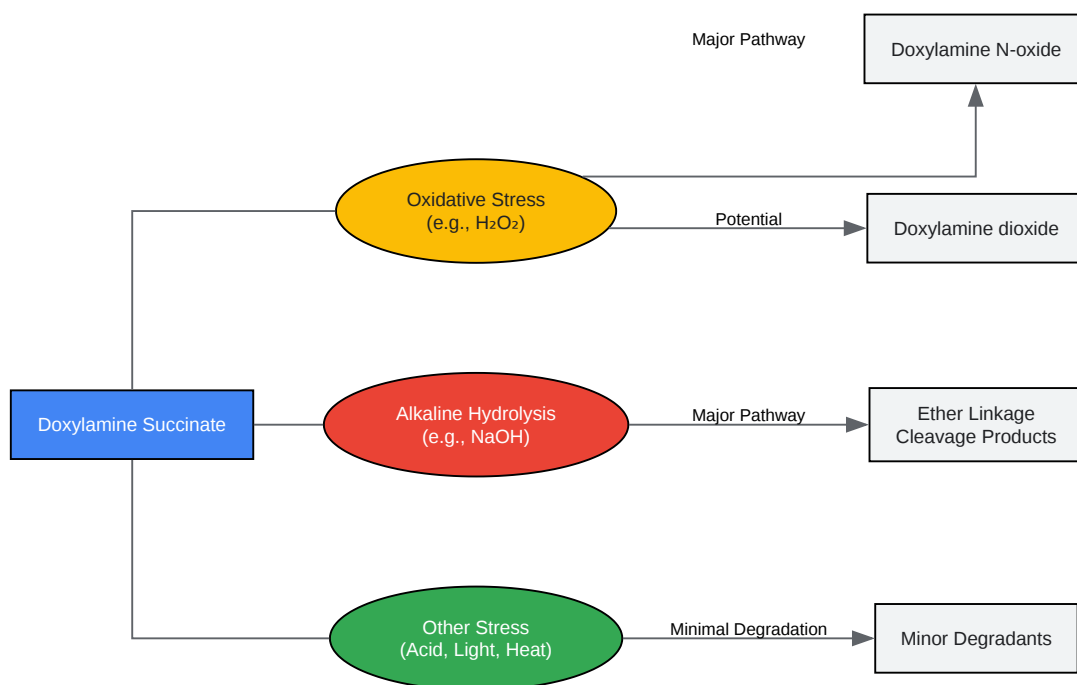 Major Pathway
Doxylamine N-oxide
Oxidative Stress
(e.g., H₂O₂)
Potential
Doxylamine dioxide
Doxylamine Succinate
Alkaline Hydrolysis
(e.g., NaOH)
Major Pathway
Ether Linkage
Cleavage Products
Other Stress
(Acid, Light, Heat)
Minimal Degradation
Minor Degradants